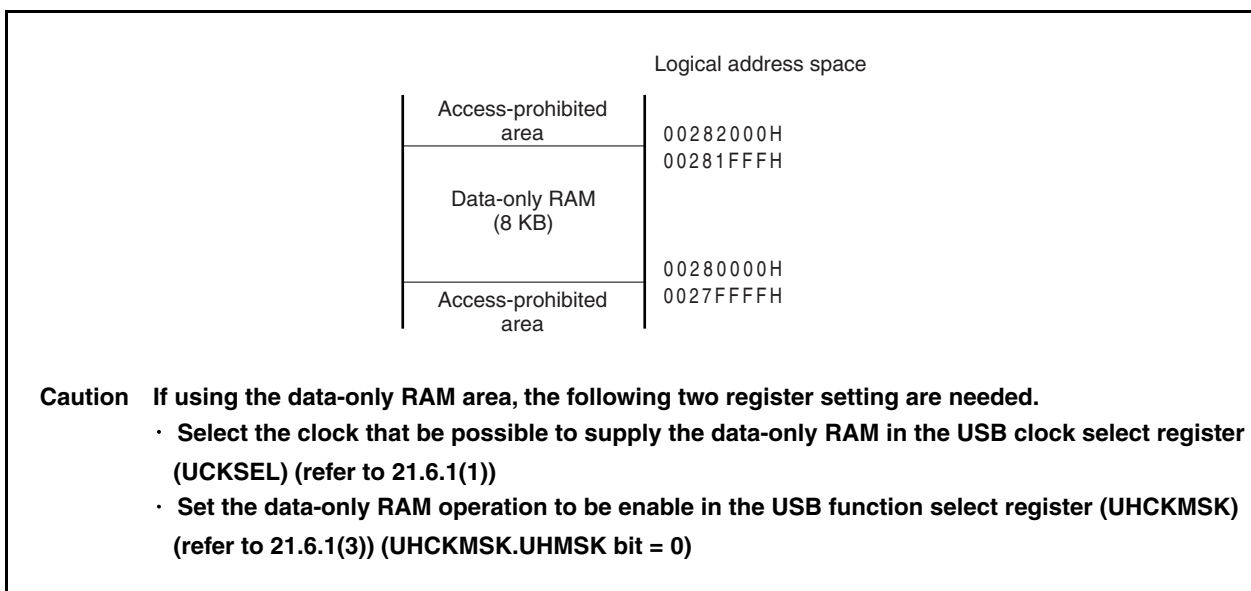 Logical address space
Access-prohibited
area
00282000H
00281FFFH
Data-only RAM
(8 KB)
00280000H
0027FFFFH
Access-prohibited
area
Caution If using the data-only RAM area, the following two register setting are needed.
· Select the clock that be possible to supply the data-only RAM in the USB clock select register
(UCKSEL) (refer to 21.6.1(1))
· Set the data-only RAM operation to be enable in the USB function select register (UHCKMSK)
(refer to 21.6.1(3)) (UHCKMSK.UHMSK bit = 0)